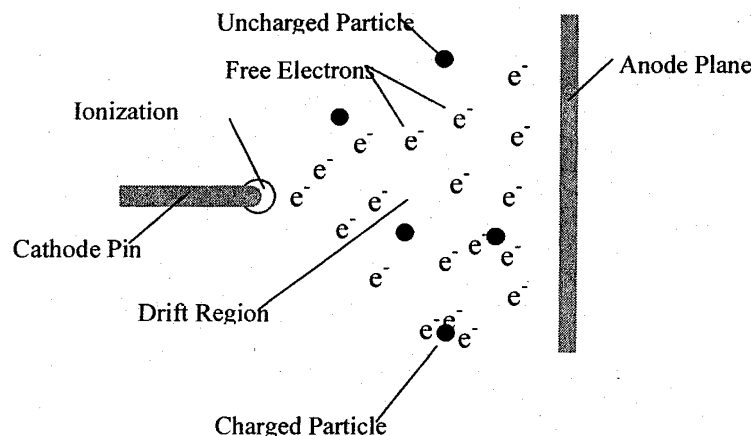 Uncharged Particle
Free Electrons
Anode Plane
Ionization
e⁻
e⁻
e⁻
e⁻
e⁻
e⁻
e⁻
e⁻
e⁻
e⁻
e⁻
e⁻
Cathode Pin
e⁻
e⁻
e⁻
e⁻
e⁻
Drift Region
e⁻
e⁻
e⁻
Charged Particle